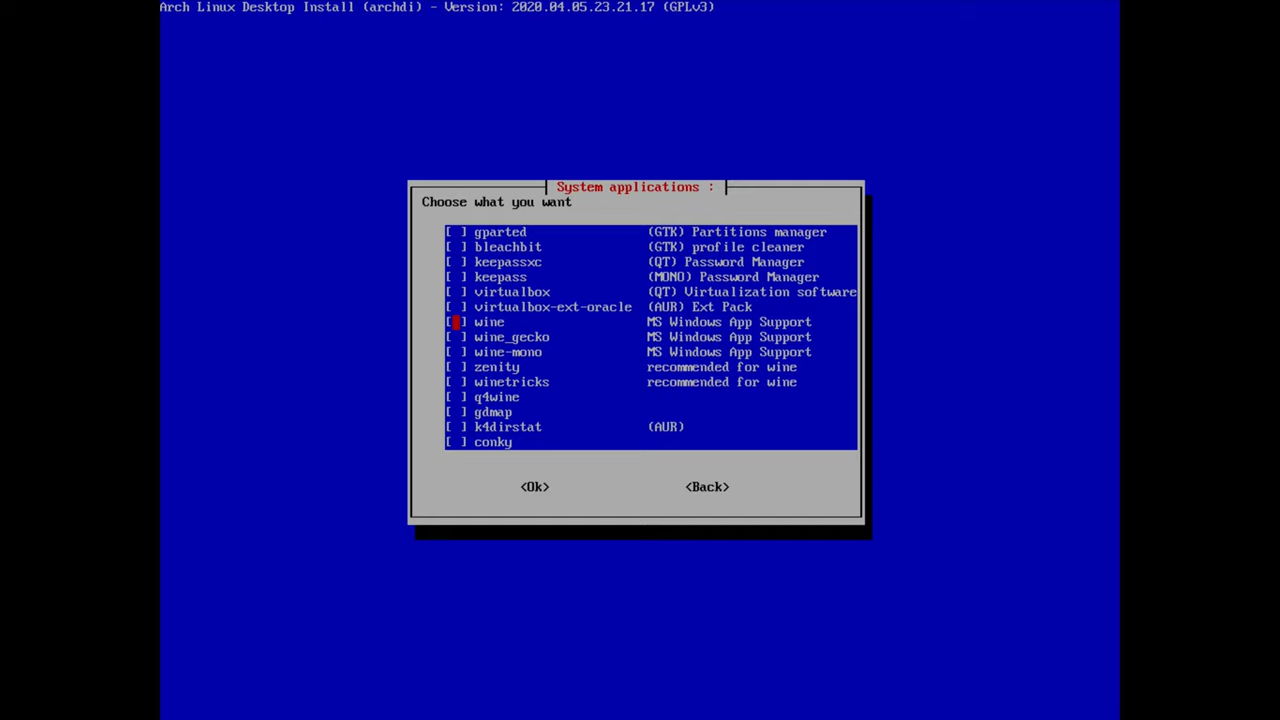 Arch Linux Desktop Install (archdi) - Version: 2020.04.05.23.21.17 (GPLv3)
System applications :
Choose what you want
[ ] gparted (GTK) Partitions manager
[ ] bleachbit (GTK) profile cleaner
[ ] keepassxc (QT) Password Manager
[ ] keepass (MONO) Password Manager
[ ] virtualbox (QT) Virtualization software
[ ] virtualbox-ext-oracle (AUR) Ext Pack
[ ] wine MS Windows App Support
[ ] wine_gecko MS Windows App Support
[ ] wine-mono MS Windows App Support
[ ] zenity recommended for wine
[ ] winetricks recommended for wine
[ ] q4wine
[ ] gdmap
[ ] k4dirstat (AUR)
[ ] conky
<Ok> <Back>